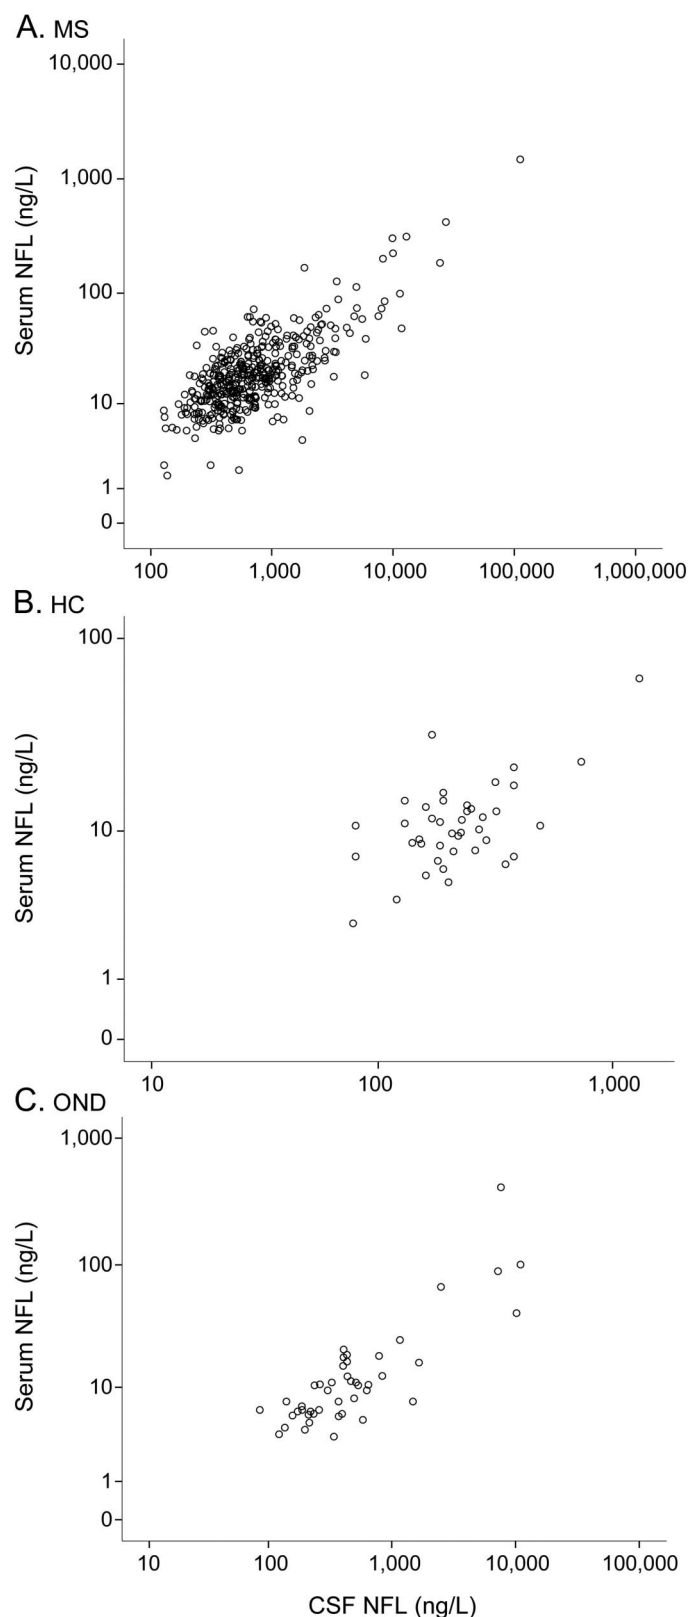 A. MS
Serum NFL (ng/L)
10,000
1,000
100
10
1
0
100 1,000 10,000 100,000 1,000,000
B. HC
Serum NFL (ng/L)
100
10
1
0
10 100 1,000
C. OND
Serum NFL (ng/L)
1,000
100
10
1
0
10 100 1,000 10,000 100,000
CSF NFL (ng/L)